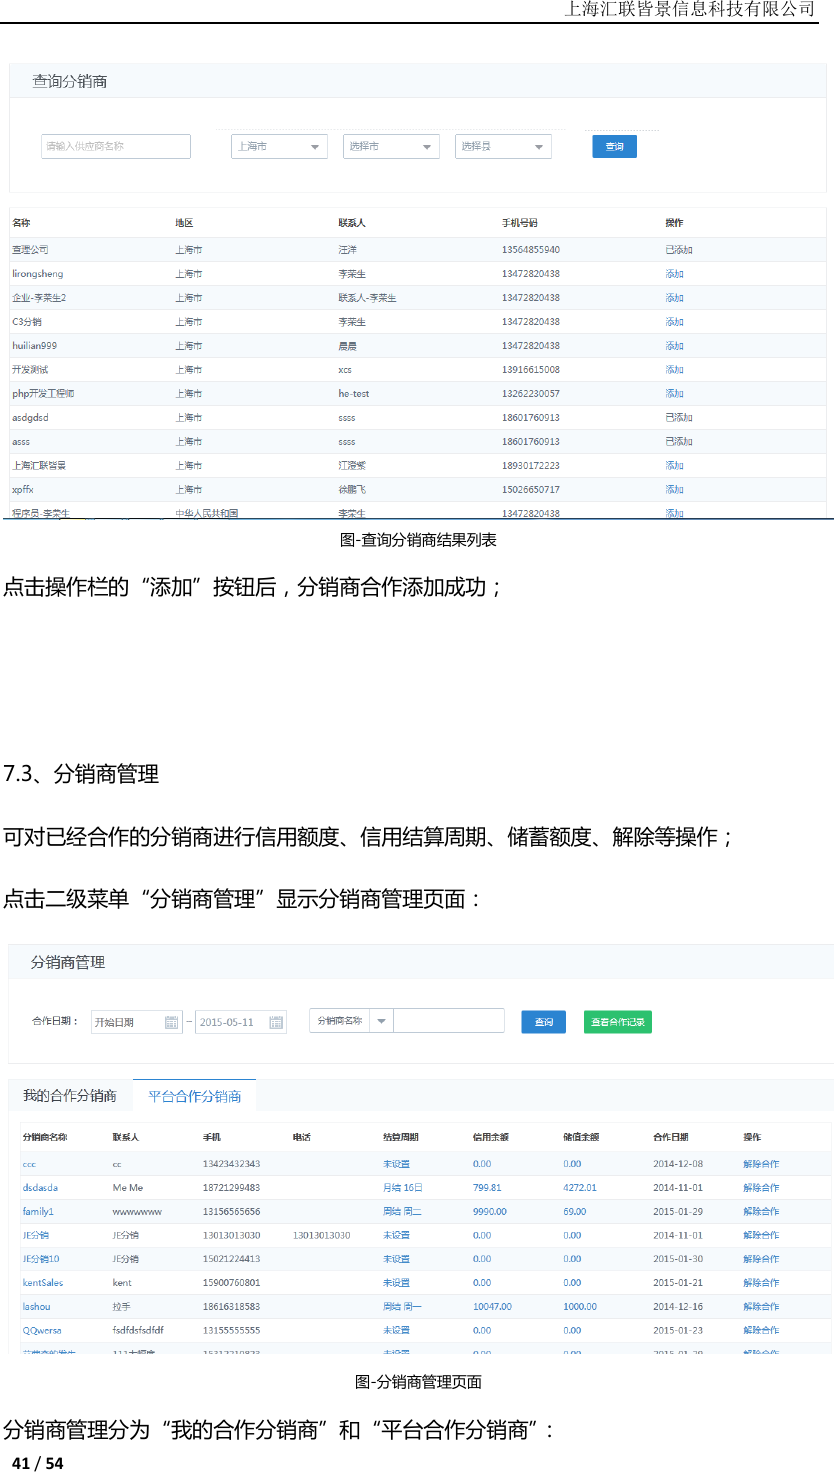 上海汇联皆景信息科技有限公司
查询分销商
请输入供应商名称 上海市 选择市 选择县 查询
名称 地区 联系人 手机号码 操作
查理公司 上海市 汪洋 13564855940 已添加
lirongsheng 上海市 李荣生 13472820438 添加
企业-李荣生2 上海市 联系人-李荣生 13472820438 添加
C3分销 上海市 李荣生 13472820438 添加
huilian999 上海市 晨晨 13472820438 添加
开发测试 上海市 xcs 13916615008 添加
php开发工程师 上海市 he-test 13262230057 添加
asdgdsd 上海市 ssss 18601760913 已添加
asss 上海市 ssss 18601760913 已添加
上海汇联皆景 上海市 江澄紫 18930172223 添加
xpffx 上海市 徐鹏飞 15026650717 添加
程序员-李荣生 中华人民共和国 李荣生 13472820438 添加
图-查询分销商结果列表
点击操作栏的“添加”按钮后，分销商合作添加成功；
7.3、分销商管理
可对已经合作的分销商进行信用额度、信用结算周期、储蓄额度、解除等操作；
点击二级菜单“分销商管理”显示分销商管理页面：
分销商管理
合作日期： 开始日期 – 2015-05-11 分销商名称 查询 查看合作记录
我的合作分销商 平台合作分销商
分销商名称 联系人 手机 电话 结算周期 信用余额 储值余额 合作日期 操作
ccc cc 13423432343 未设置 0.00 0.00 2014-12-08 解除合作
dsdasda Me Me 18721299483 月结 16日 799.81 4272.01 2014-11-01 解除合作
family1 wwwwwww 13156565656 周结 周二 9990.00 69.00 2015-01-29 解除合作
JE分销 JE分销 13013013030 13013013030 未设置 0.00 0.00 2014-11-01 解除合作
JE分销10 JE分销 15021224413 未设置 0.00 0.00 2015-01-30 解除合作
kentSales kent 15900760801 未设置 0.00 0.00 2015-01-21 解除合作
lashou 拉手 18616318583 周结 周一 10047.00 1000.00 2014-12-16 解除合作
QQwersa fsdfdsfsdfdf 13155555555 未设置 0.00 0.00 2015-01-23 解除合作
未设置 0.00 0.00 解除合作
图-分销商管理页面
分销商管理分为“我的合作分销商”和“平台合作分销商”：
41 / 54